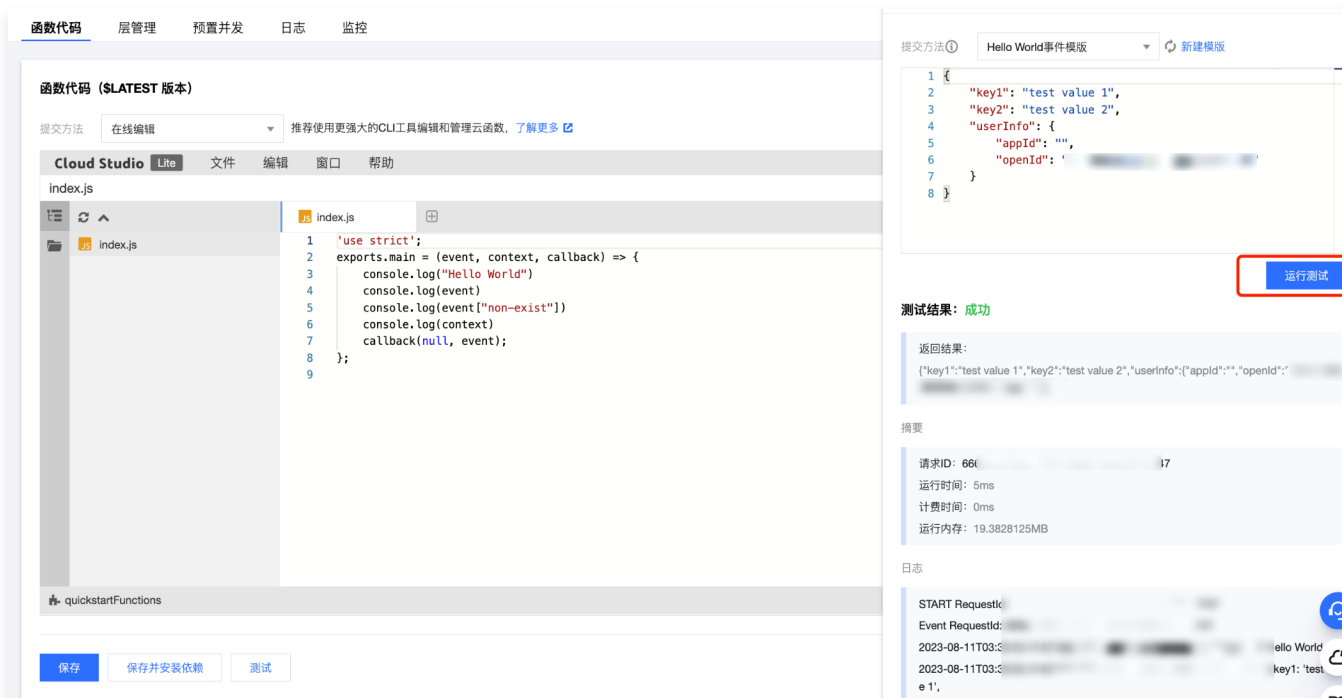 函数代码 层管理 预置并发 日志 监控
函数代码（$LATEST 版本）
提交方法 在线编辑 推荐使用更强大的CLI工具编辑和管理云函数，了解更多
Cloud Studio Lite 文件 编辑 窗口 帮助
index.js
index.js
index.js
1 'use strict';
2 exports.main = (event, context, callback) => {
3     console.log("Hello World")
4     console.log(event)
5     console.log(event["non-exist"])
6     console.log(context)
7     callback(null, event);
8 };
9
quickstartFunctions
保存 保存并安装依赖 测试
提交方法 Hello World事件模版 新建模版
1 {
2     "key1": "test value 1",
3     "key2": "test value 2",
4     "userInfo": {
5         "appId": "",
6         "openId": '
7     }
8 }
运行测试
测试结果：成功
返回结果：
{"key1":"test value 1","key2":"test value 2","userInfo":{"appId":"","openId":"
摘要
请求ID：
运行时间：5ms
计费时间：0ms
运行内存：19.3828125MB
日志
START RequestId
Event RequestId:
2023-08-11T03:3 ello World
2023-08-11T03:3 key1: 'test
e 1',